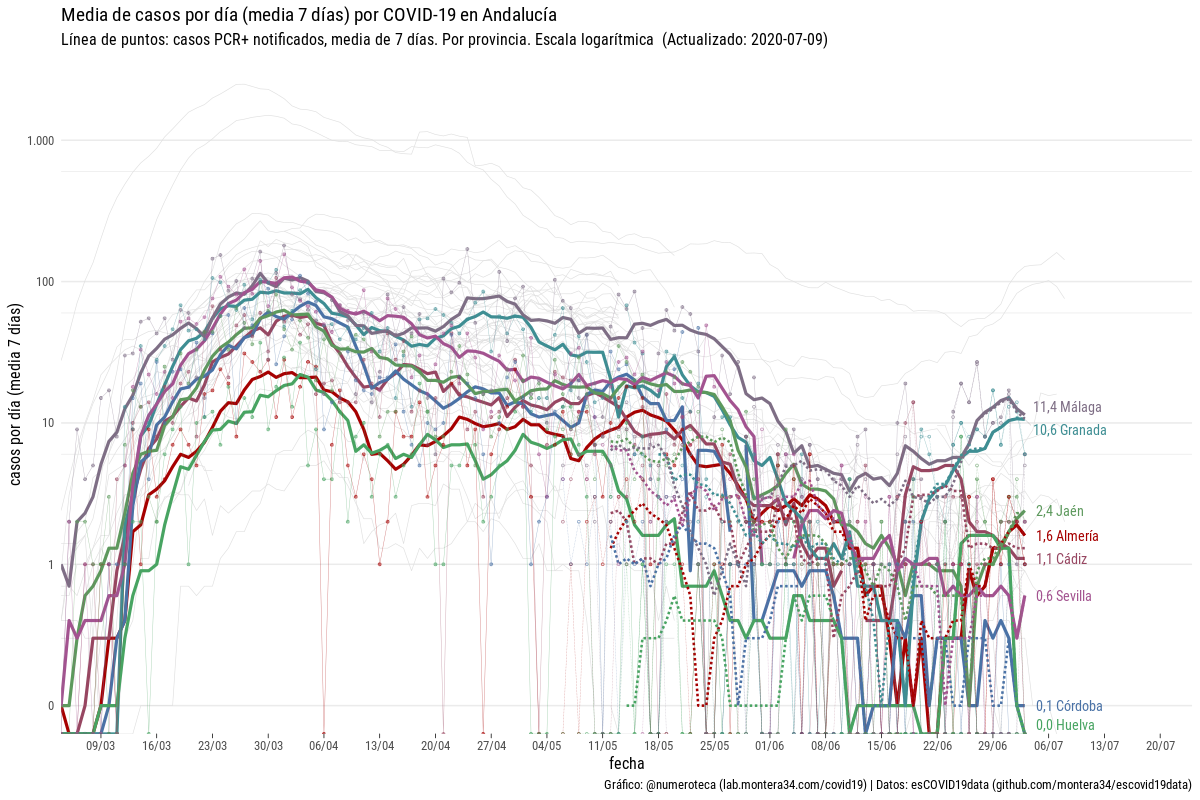 Media de casos por día (media 7 días) por COVID-19 en Andalucía
Línea de puntos: casos PCR+ notificados, media de 7 días. Por provincia. Escala logarítmica (Actualizado: 2020-07-09)
casos por día (media 7 días)
1.000
100
10
1
0
11,4 Málaga
10,6 Granada
2,4 Jaén
1,6 Almería
1,1 Cádiz
0,6 Sevilla
0,1 Córdoba
0,0 Huelva
09/03 16/03 23/03 30/03 06/04 13/04 20/04 27/04 04/05 11/05 18/05 25/05 01/06 08/06 15/06 22/06 29/06 06/07 13/07 20/07
fecha
Gráfico: @numeroteca (lab.montera34.com/covid19) | Datos: esCOVID19data (github.com/montera34/escovid19data)